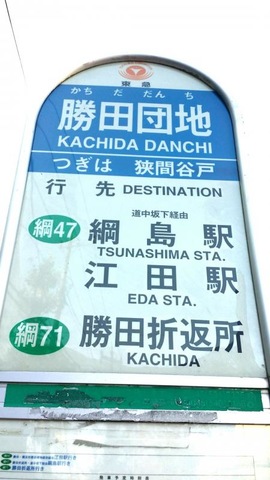 東急
かちだだんち
勝田団地
KACHIDA DANCHI
つぎは 狭間谷戸
行先 DESTINATION
道中坂下経由
綱47 綱島駅
TSUNASHIMA STA.
江田駅
EDA STA.
綱71 勝田折返所
KACHIDA